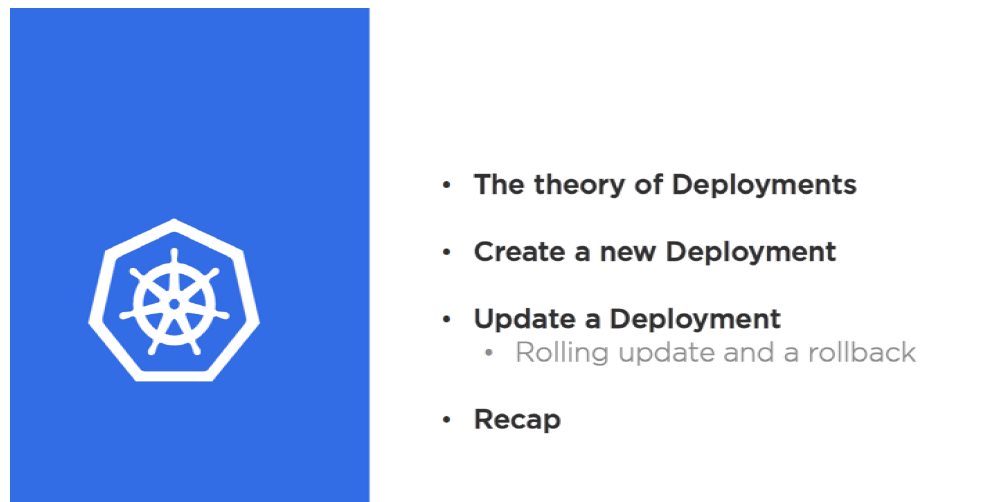 • The theory of Deployments
• Create a new Deployment
• Update a Deployment
• Rolling update and a rollback
• Recap